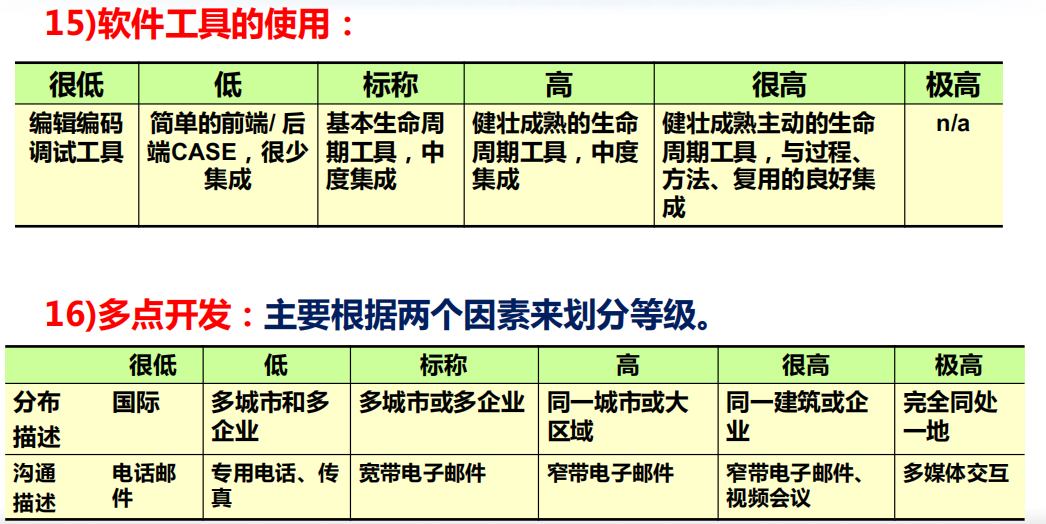 15)软件工具的使用：
很低 低 标称 高 很高 极高
编辑编码 简单的前端/ 后 基本生命周 健壮成熟的生命 健壮成熟主动的生命 n/a
调试工具 端CASE，很少 期工具，中 周期工具，中度 周期工具，与过程、
集成 度集成 集成 方法、复用的良好集
成
16)多点开发：主要根据两个因素来划分等级。
很低 低 标称 高 很高 极高
分布 国际 多城市和多 多城市或多企业 同一城市或大 同一建筑或企 完全同处
描述 企业 区域 业 一地
沟通 电话邮 专用电话、传 宽带电子邮件 窄带电子邮件 窄带电子邮件、 多媒体交互
描述 件 真 视频会议